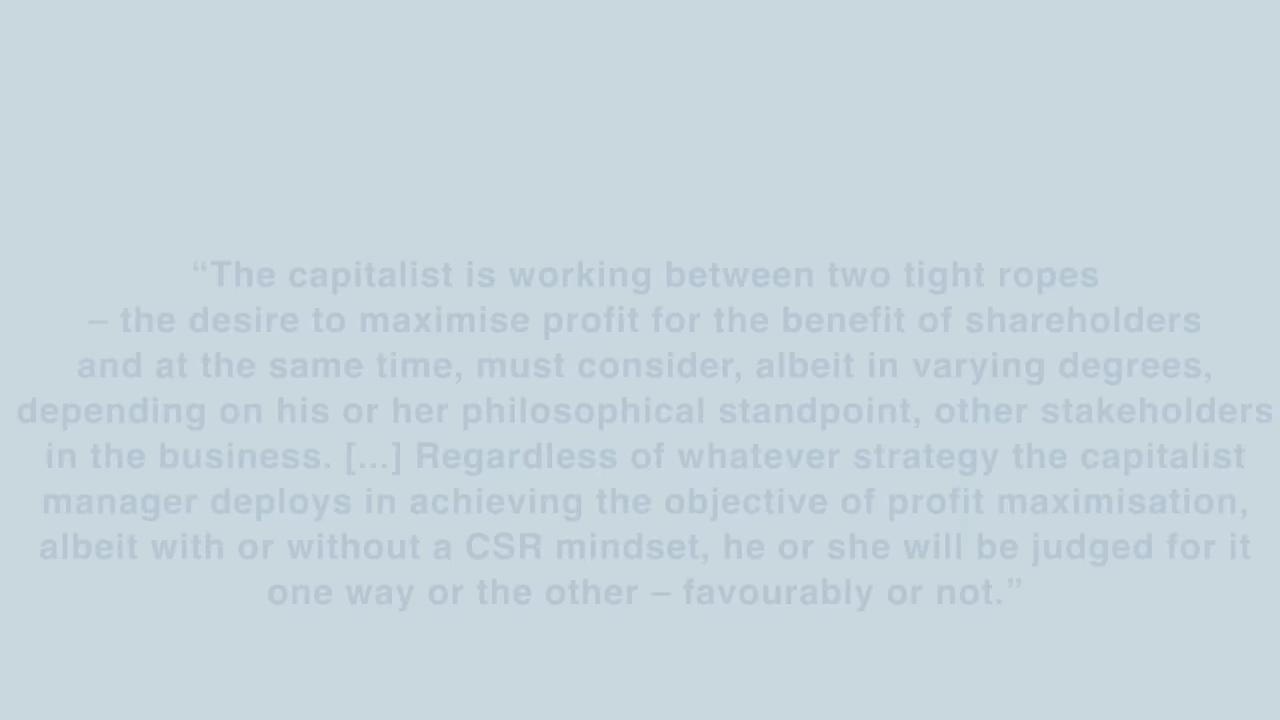 “The capitalist is working between two tight ropes
– the desire to maximise profit for the benefit of shareholders
and at the same time, must consider, albeit in varying degrees,
depending on his or her philosophical standpoint, other stakeholders
in the business. [...] Regardless of whatever strategy the capitalist
manager deploys in achieving the objective of profit maximisation,
albeit with or without a CSR mindset, he or she will be judged for it
one way or the other – favourably or not.”